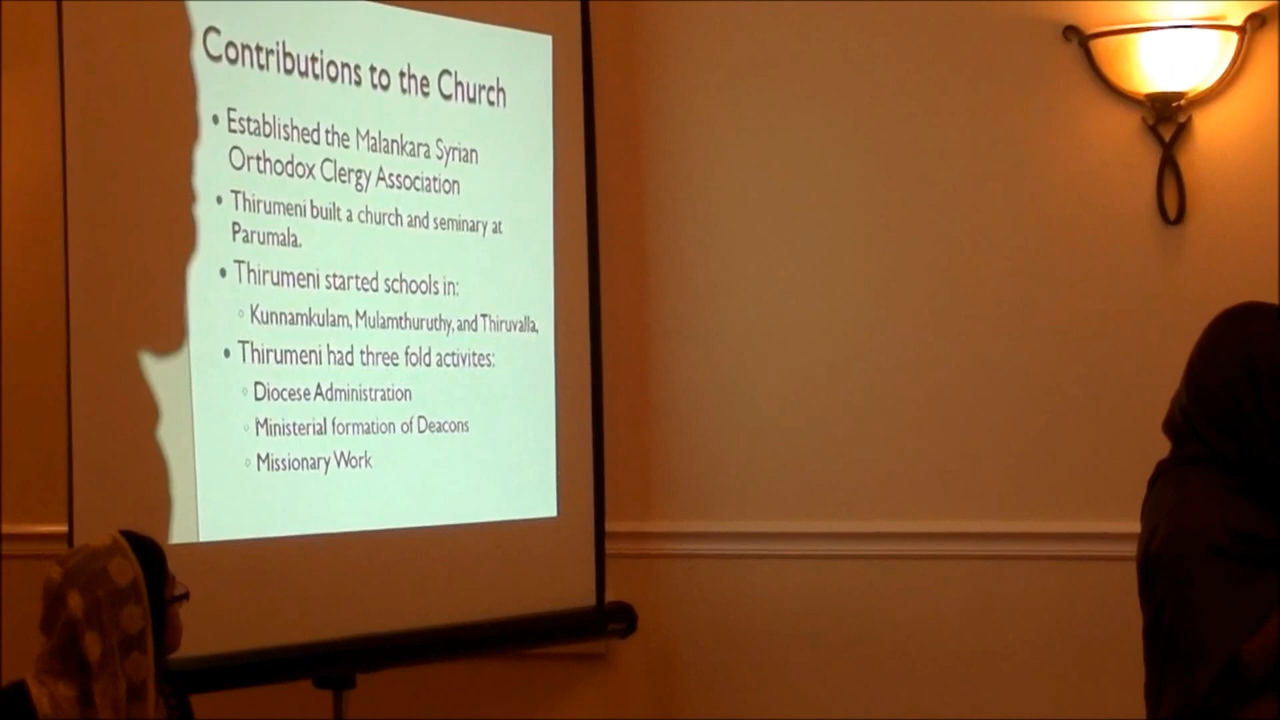 Contributions to the Church
• Established the Malankara Syrian
Orthodox Clergy Association
• Thirumeni built a church and seminary at
Parumala.
• Thirumeni started schools in:
◦ Kunnamkulam, Mulamthuruthy, and Thiruvalla,
• Thirumeni had three fold activites:
◦ Diocese Administration
◦ Ministerial formation of Deacons
◦ Missionary Work